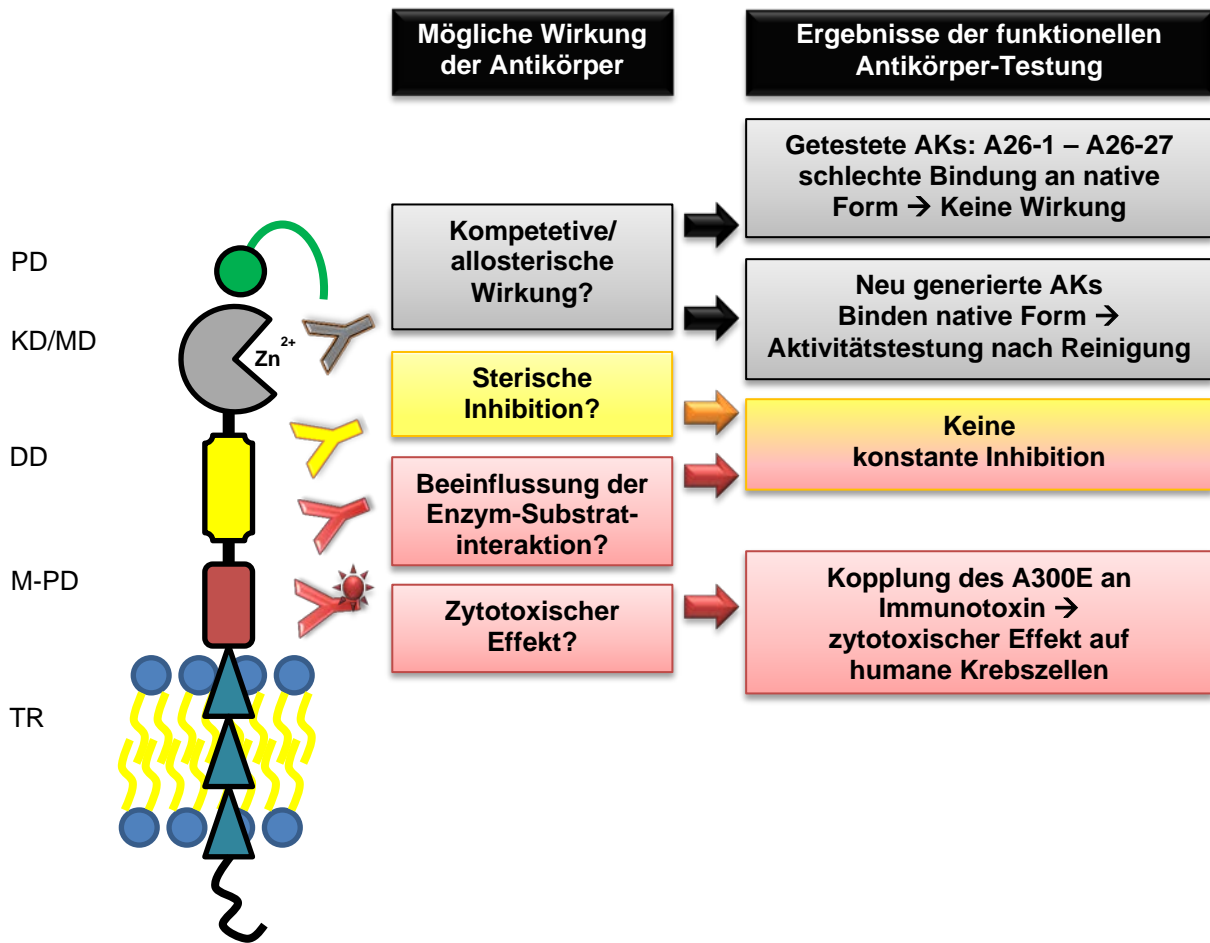 Mögliche Wirkung
der Antikörper
Ergebnisse der funktionellen
Antikörper-Testung
PD
KD/MD
Zn 2+
DD
M-PD
TR
Kompetetive/
allosterische
Wirkung?
Getestete AKs: A26-1 – A26-27
schlechte Bindung an native
Form → Keine Wirkung
Neu generierte AKs
Binden native Form →
Aktivitätstestung nach Reinigung
Sterische
Inhibition?
Keine
konstante Inhibition
Beeinflussung der
Enzym-Substrat-
interaktion?
Zytotoxischer
Effekt?
Kopplung des A300E an
Immunotoxin →
zytotoxischer Effekt auf
humane Krebszellen